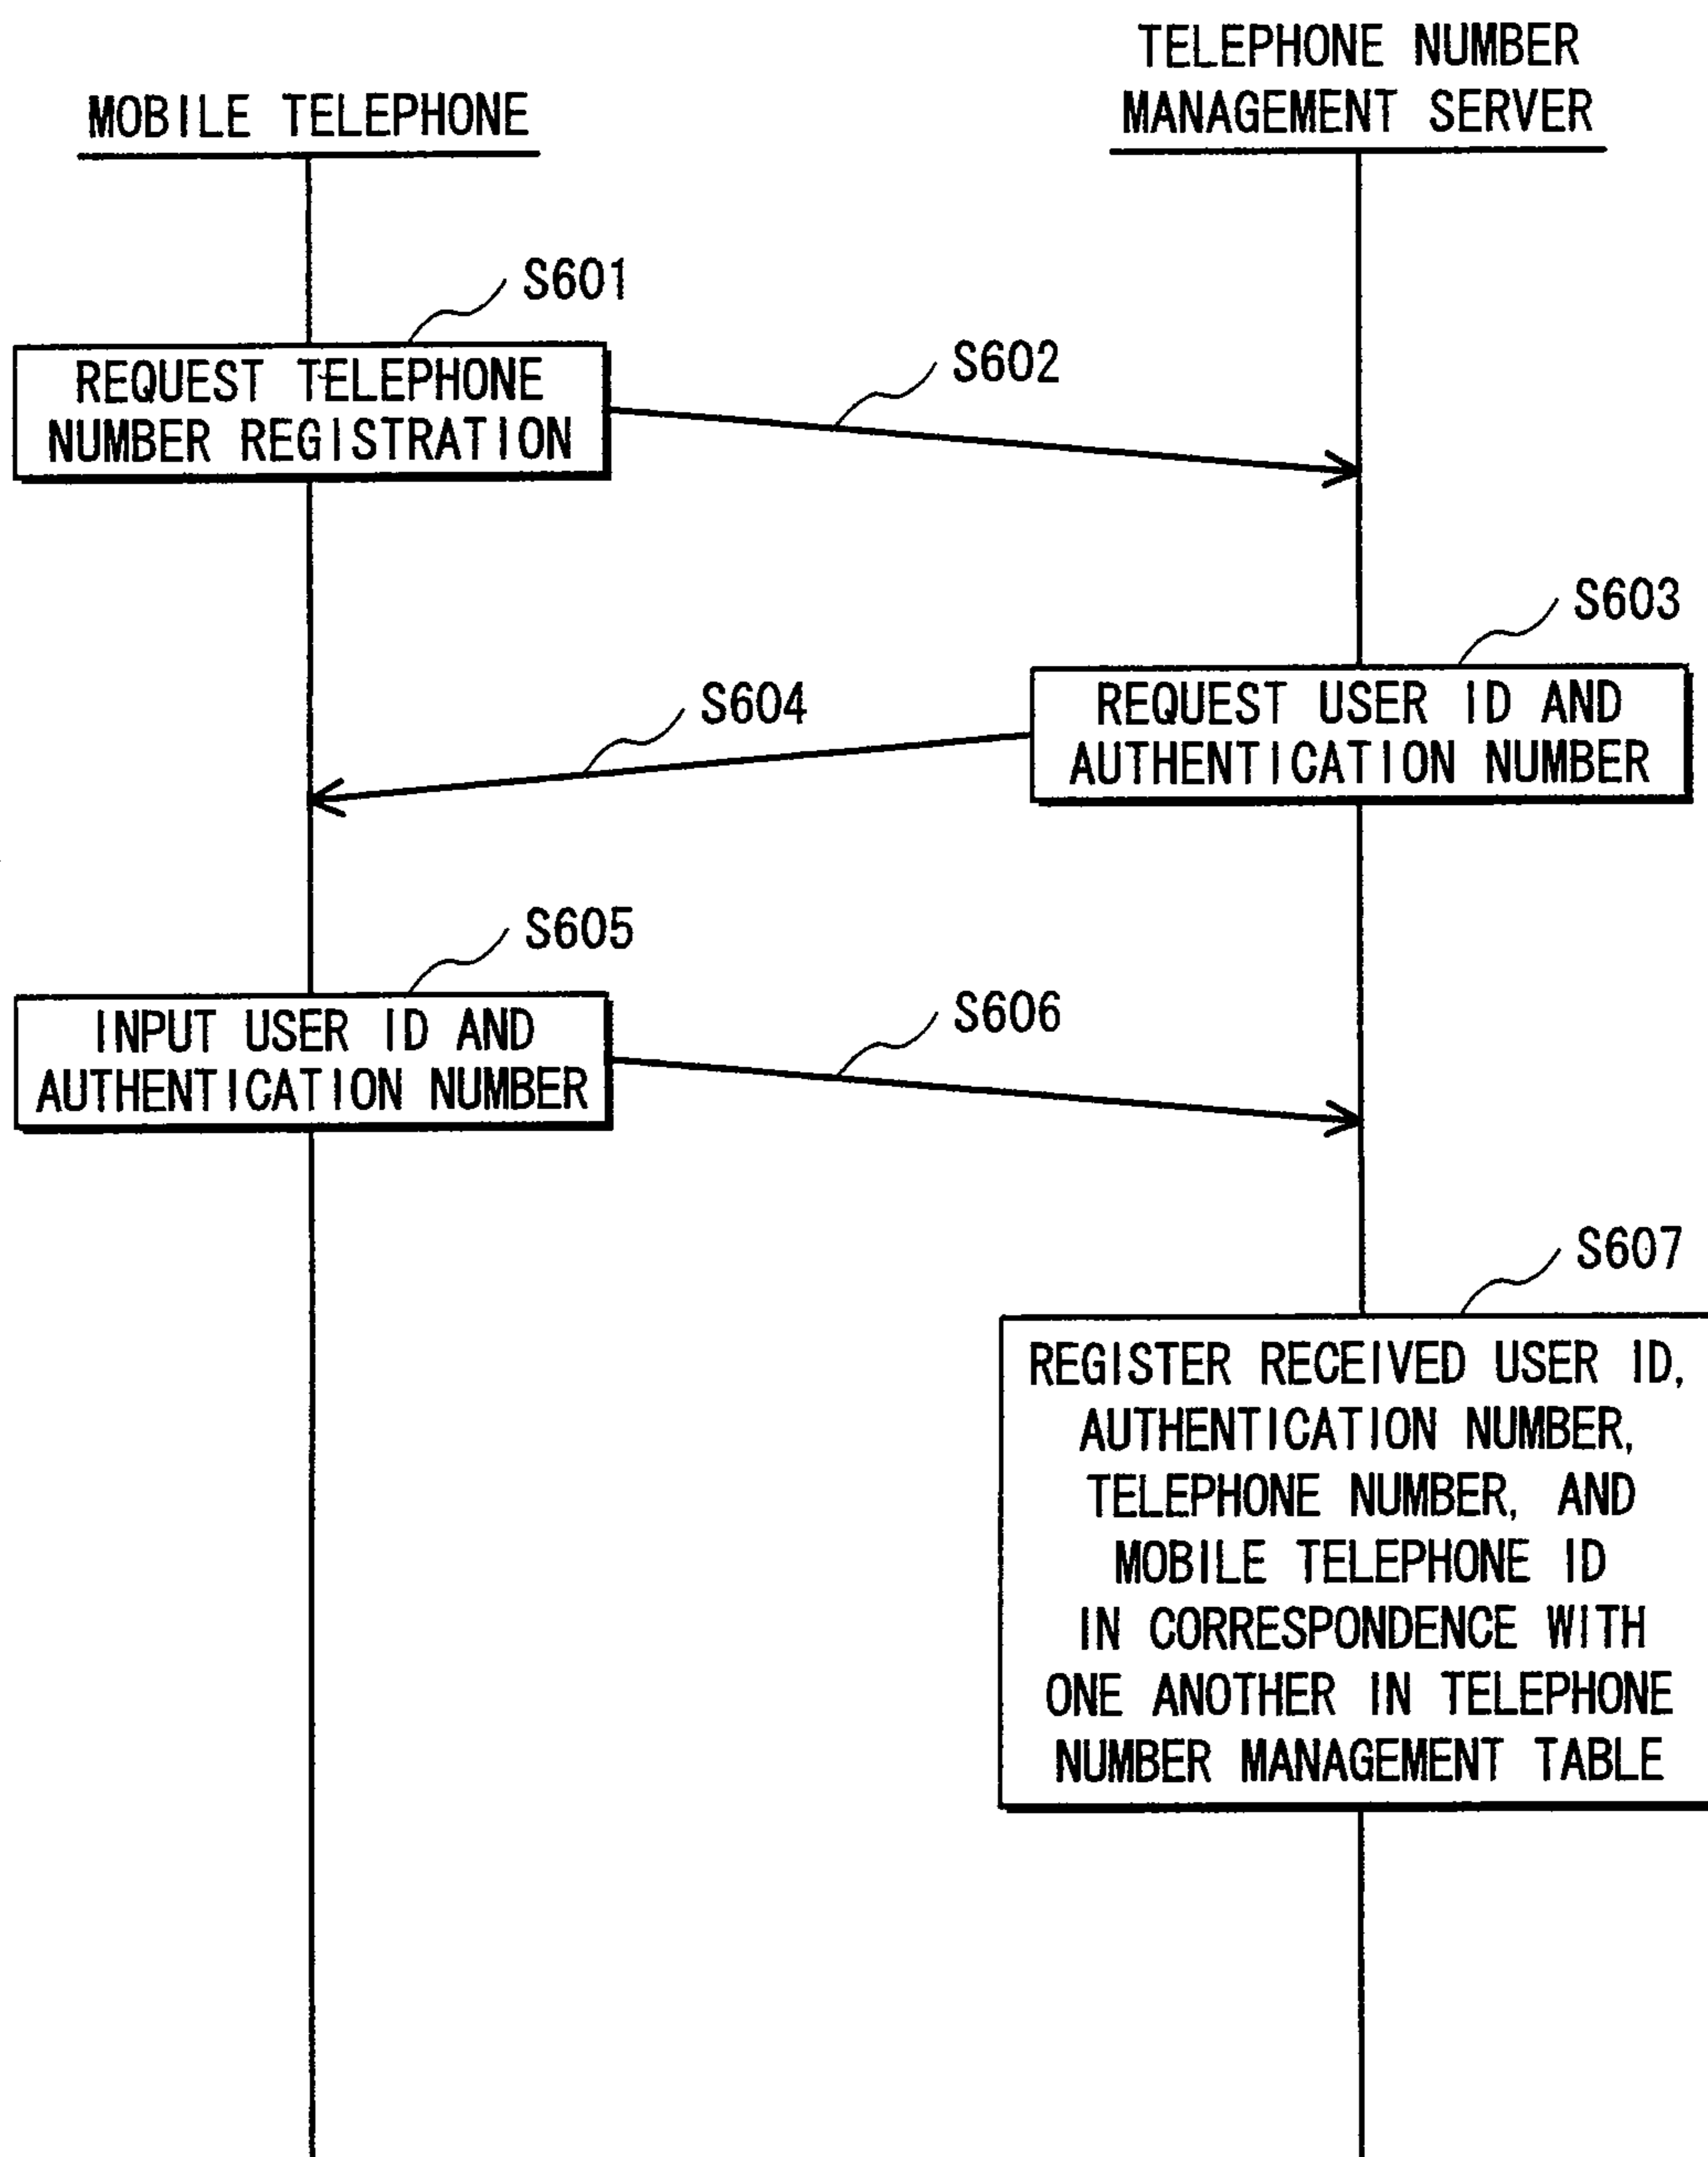 MOBILE TELEPHONE
TELEPHONE NUMBER
MANAGEMENT SERVER
S601
REQUEST TELEPHONE
NUMBER REGISTRATION
S602
S603
REQUEST USER ID AND
AUTHENTICATION NUMBER
S604
S605
INPUT USER ID AND
AUTHENTICATION NUMBER
S606
S607
REGISTER RECEIVED USER ID,
AUTHENTICATION NUMBER,
TELEPHONE NUMBER, AND
MOBILE TELEPHONE ID
IN CORRESPONDENCE WITH
ONE ANOTHER IN TELEPHONE
NUMBER MANAGEMENT TABLE